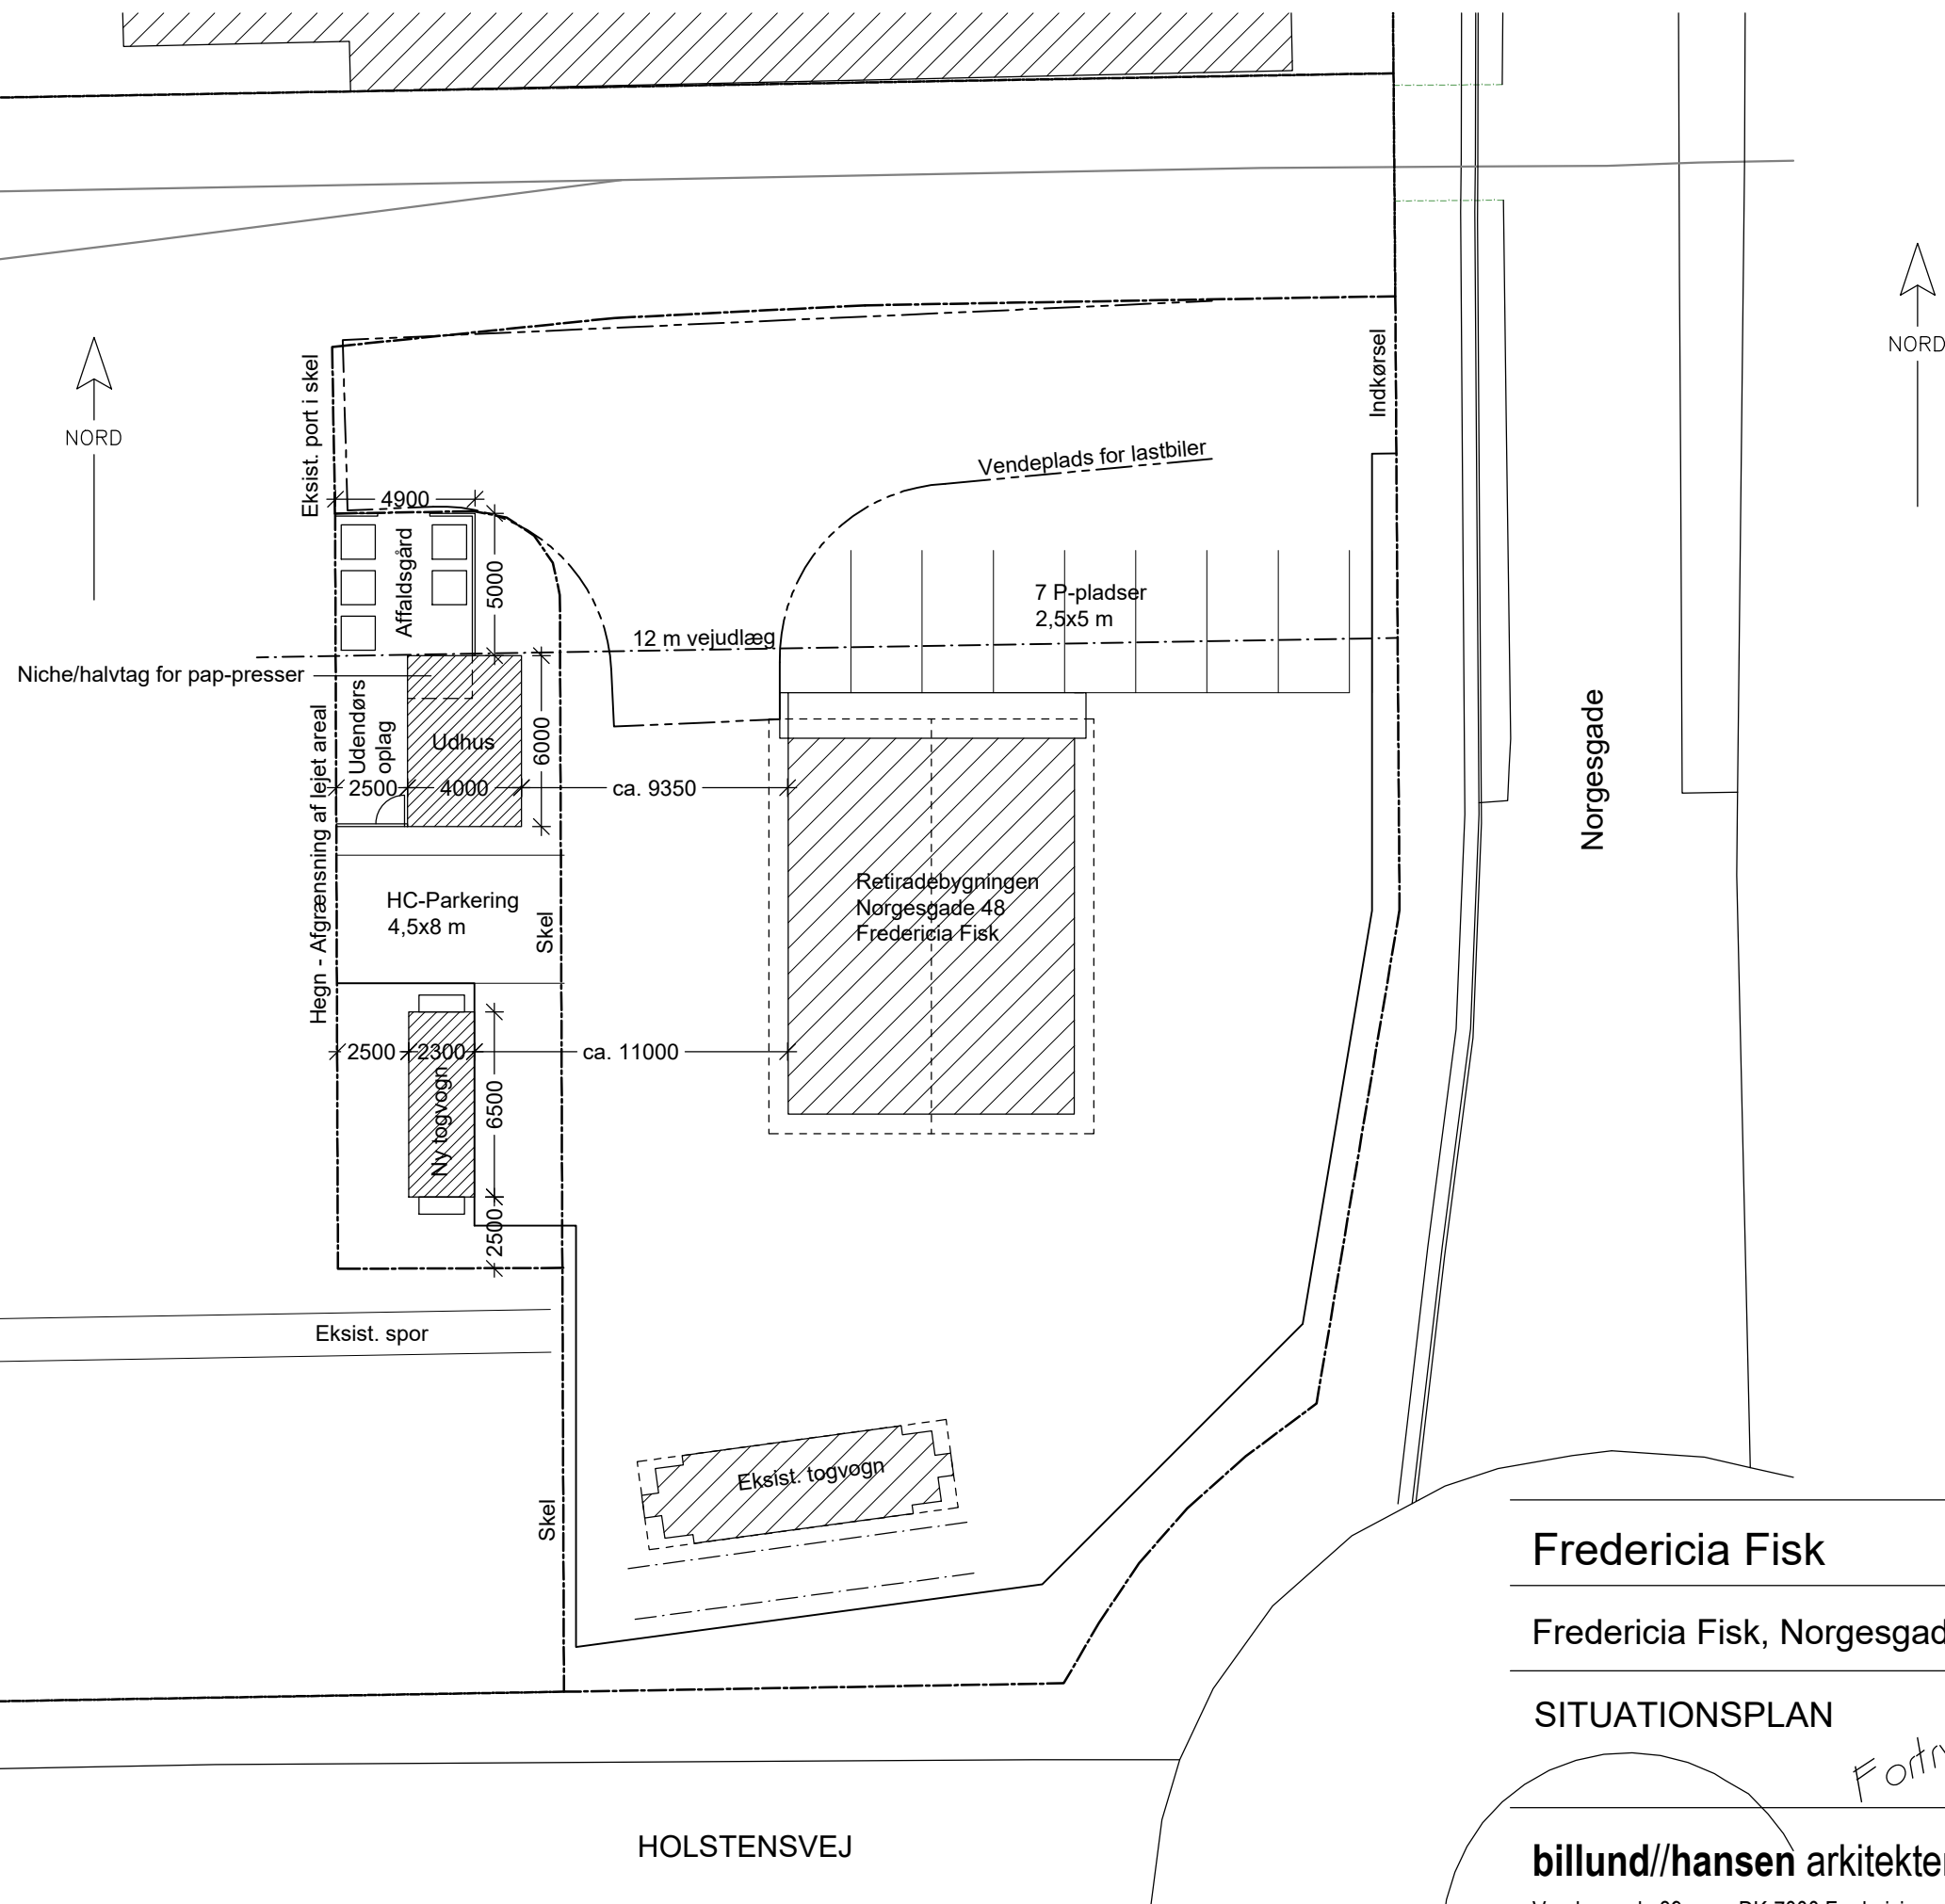 NORD
NORD
Eksist. port i skel
Indkørsel
Vendeplads for lastbiler
4900
Affaldsgård
5000
7 P-pladser
2,5x5 m
12 m vejudlæg
Niche/halvtag for pap-presser
Udendørs
oplag
Udhus
6000
2500
4000
ca. 9350
Hegn - Afgrænsning af lejet areal
Norgesgade
HC-Parkering
4,5x8 m
Skel
Retiradebygningen
Norgesgade 48
Fredericia Fisk
2500
2300
ca. 11000
Ny togvogn
6500
2500
Eksist. spor
Eksist. togvogn
Skel
Fredericia Fisk
Fredericia Fisk, Norgesgad
SITUATIONSPLAN
HOLSTENSVEJ
billund//hansen arkitekter